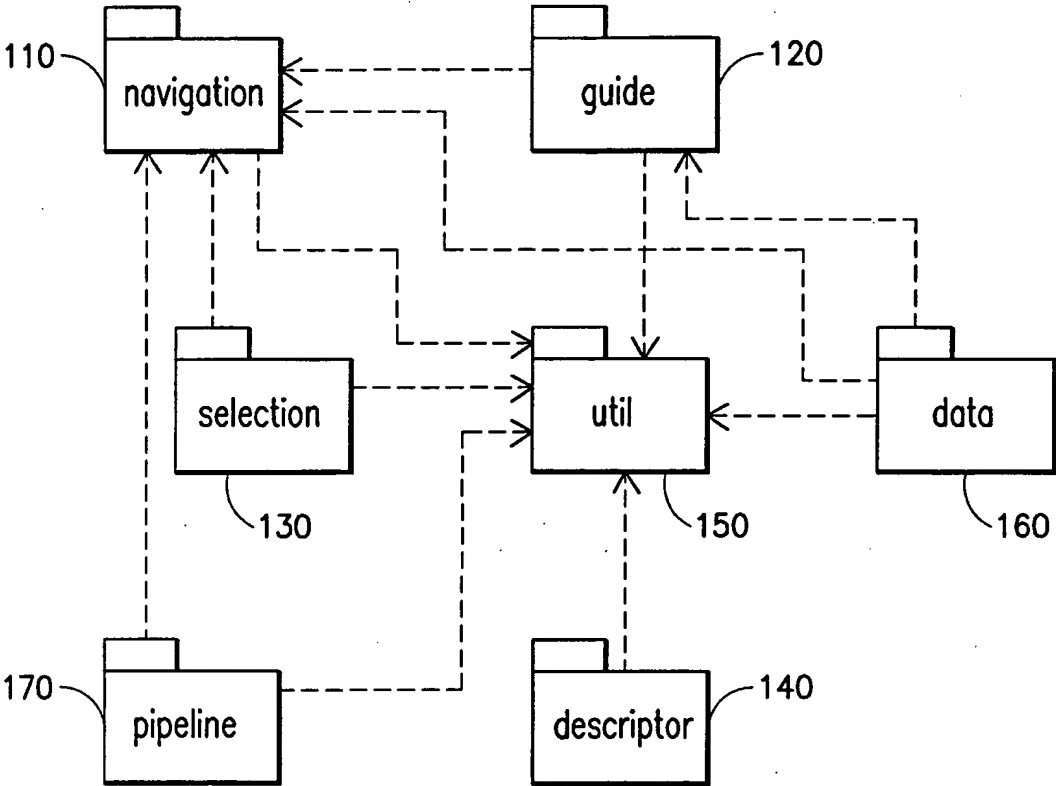 110
navigation
guide
120
selection
130
util
150
data
160
170
pipeline
descriptor
140